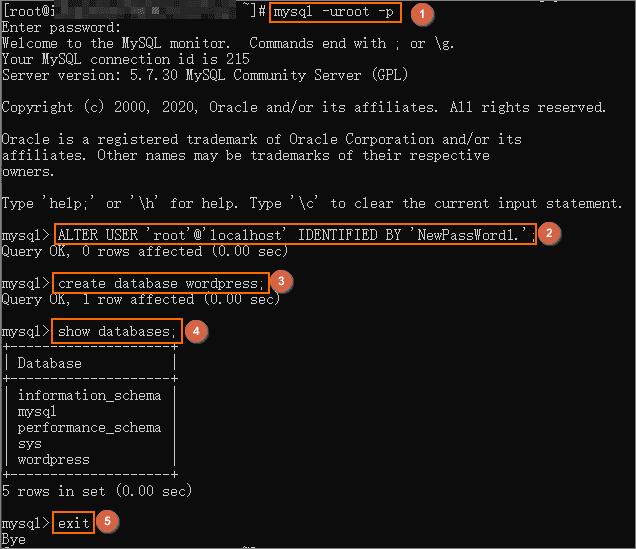 [root@i ~]# mysql -uroot -p 1
Enter password:
Welcome to the MySQL monitor.  Commands end with ; or \g.
Your MySQL connection id is 215
Server version: 5.7.30 MySQL Community Server (GPL)
Copyright (c) 2000, 2020, Oracle and/or its affiliates. All rights reserved.
Oracle is a registered trademark of Oracle Corporation and/or its
affiliates. Other names may be trademarks of their respective
owners.
Type 'help;' or '\h' for help. Type '\c' to clear the current input statement.
mysql> ALTER USER 'root'@'localhost' IDENTIFIED BY 'NewPassWord1.'; 2
Query OK, 0 rows affected (0.00 sec)
mysql> create database wordpress; 3
Query OK, 1 row affected (0.00 sec)
mysql> show databases; 4
+--------------------+
| Database           |
+--------------------+
| information_schema |
| mysql              |
| performance_schema |
| sys                |
| wordpress          |
+--------------------+
5 rows in set (0.00 sec)
mysql> exit 5
Bye